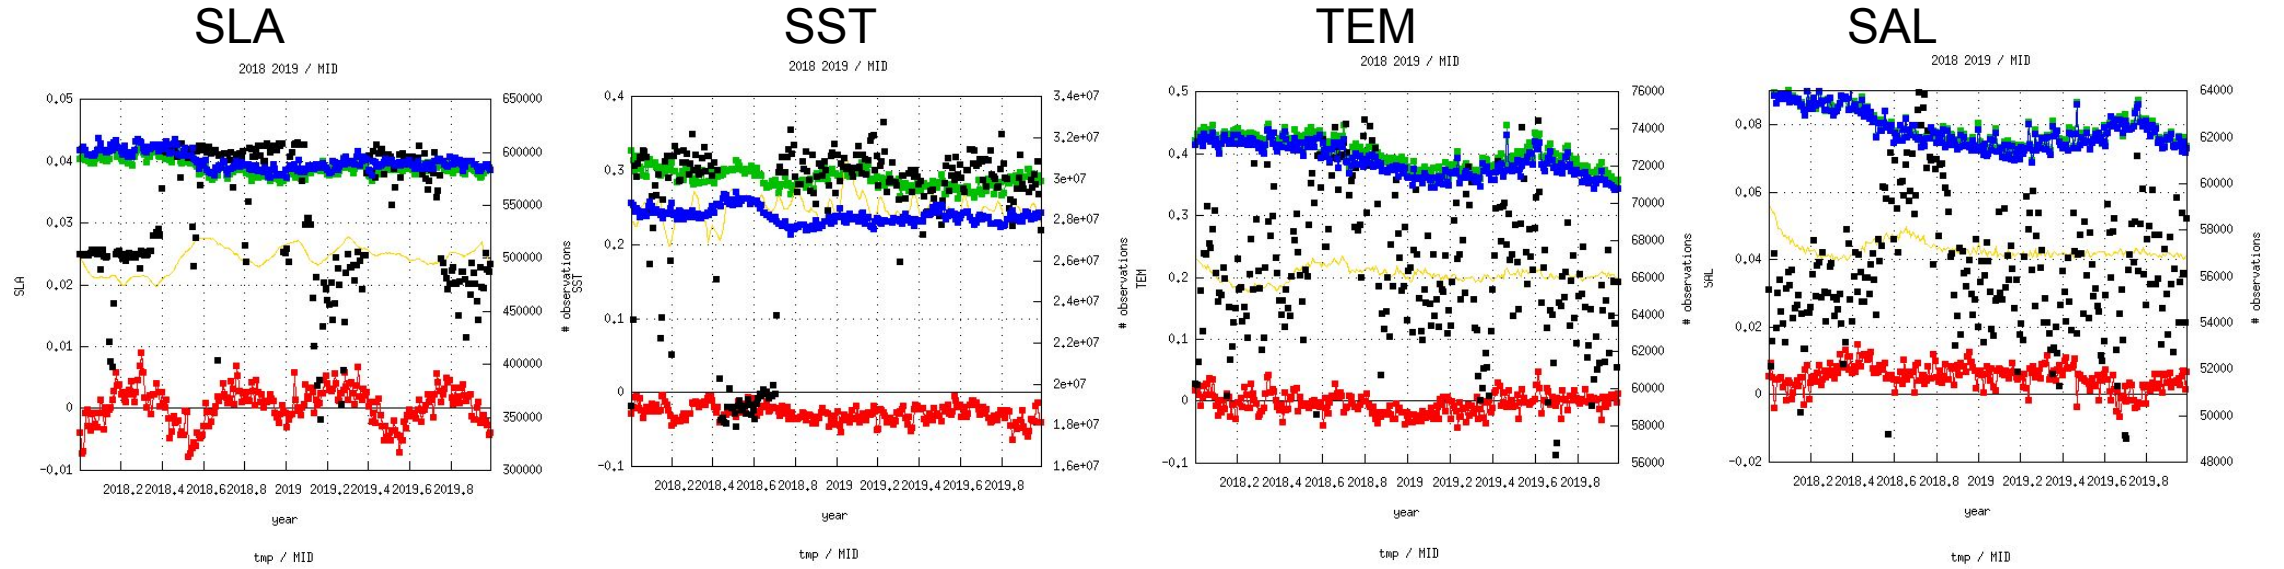 SLA
2018 2019 / MID
0.05
0.04
0.03
0.02
0.01
0
-0.01
SLA
650000
600000
550000
500000
450000
400000
350000
300000
# observations
2018.2 2018.4 2018.6 2018.8 2019 2019.2 2019.4 2019.6 2019.8
year
tmp / MID
SST
2018 2019 / MID
0.4
0.3
0.2
0.1
0
-0.1
SST
3.4e+07
3.2e+07
3e+07
2.8e+07
2.6e+07
2.4e+07
2.2e+07
2e+07
1.8e+07
1.6e+07
# observations
2018.2 2018.4 2018.6 2018.8 2019 2019.2 2019.4 2019.6 2019.8
year
tmp / MID
TEM
2018 2019 / MID
0.5
0.4
0.3
0.2
0.1
0
-0.1
TEM
76000
74000
72000
70000
68000
66000
64000
62000
60000
58000
56000
# observations
2018.2 2018.4 2018.6 2018.8 2019 2019.2 2019.4 2019.6 2019.8
year
tmp / MID
SAL
2018 2019 / MID
0.08
0.06
0.04
0.02
0
-0.02
SAL
64000
62000
60000
58000
56000
54000
52000
50000
48000
# observations
2018.2 2018.4 2018.6 2018.8 2019 2019.2 2019.4 2019.6 2019.8
year
tmp / MID